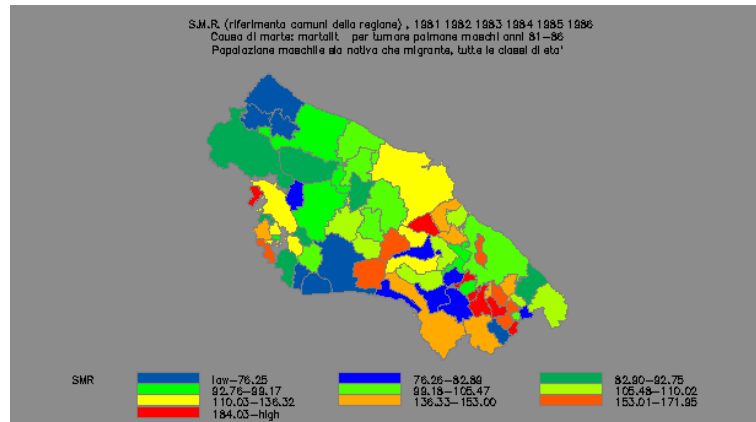 S.M.R. (riferimento comuni della regione) , 1981 1982 1983 1984 1985 1986
Causa di morte: mortalit per tumore polmone maschi anni 81-86
Popolazione maschile sia nativa che migrante, tutte le classi di eta'
SMR
low-76.25
76.26-82.89
82.90-92.75
92.76-99.17
99.18-105.47
105.48-110.02
110.03-136.32
136.33-153.00
153.01-171.95
184.03-high